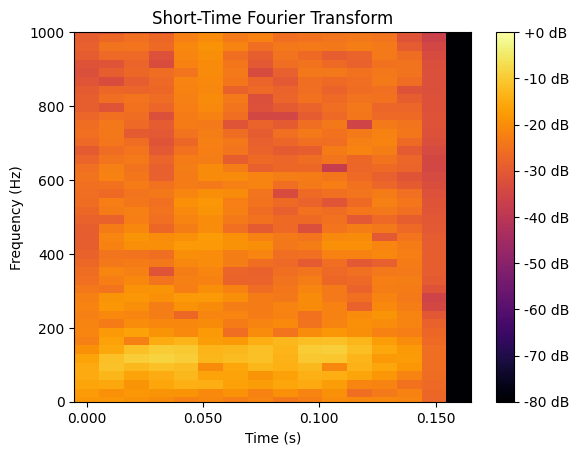 Short-Time Fourier Transform
+0 dB
-10 dB
-20 dB
-30 dB
-40 dB
-50 dB
-60 dB
-70 dB
-80 dB
Frequency (Hz)
1000
800
600
400
200
0
0.000 0.050 0.100 0.150
Time (s)